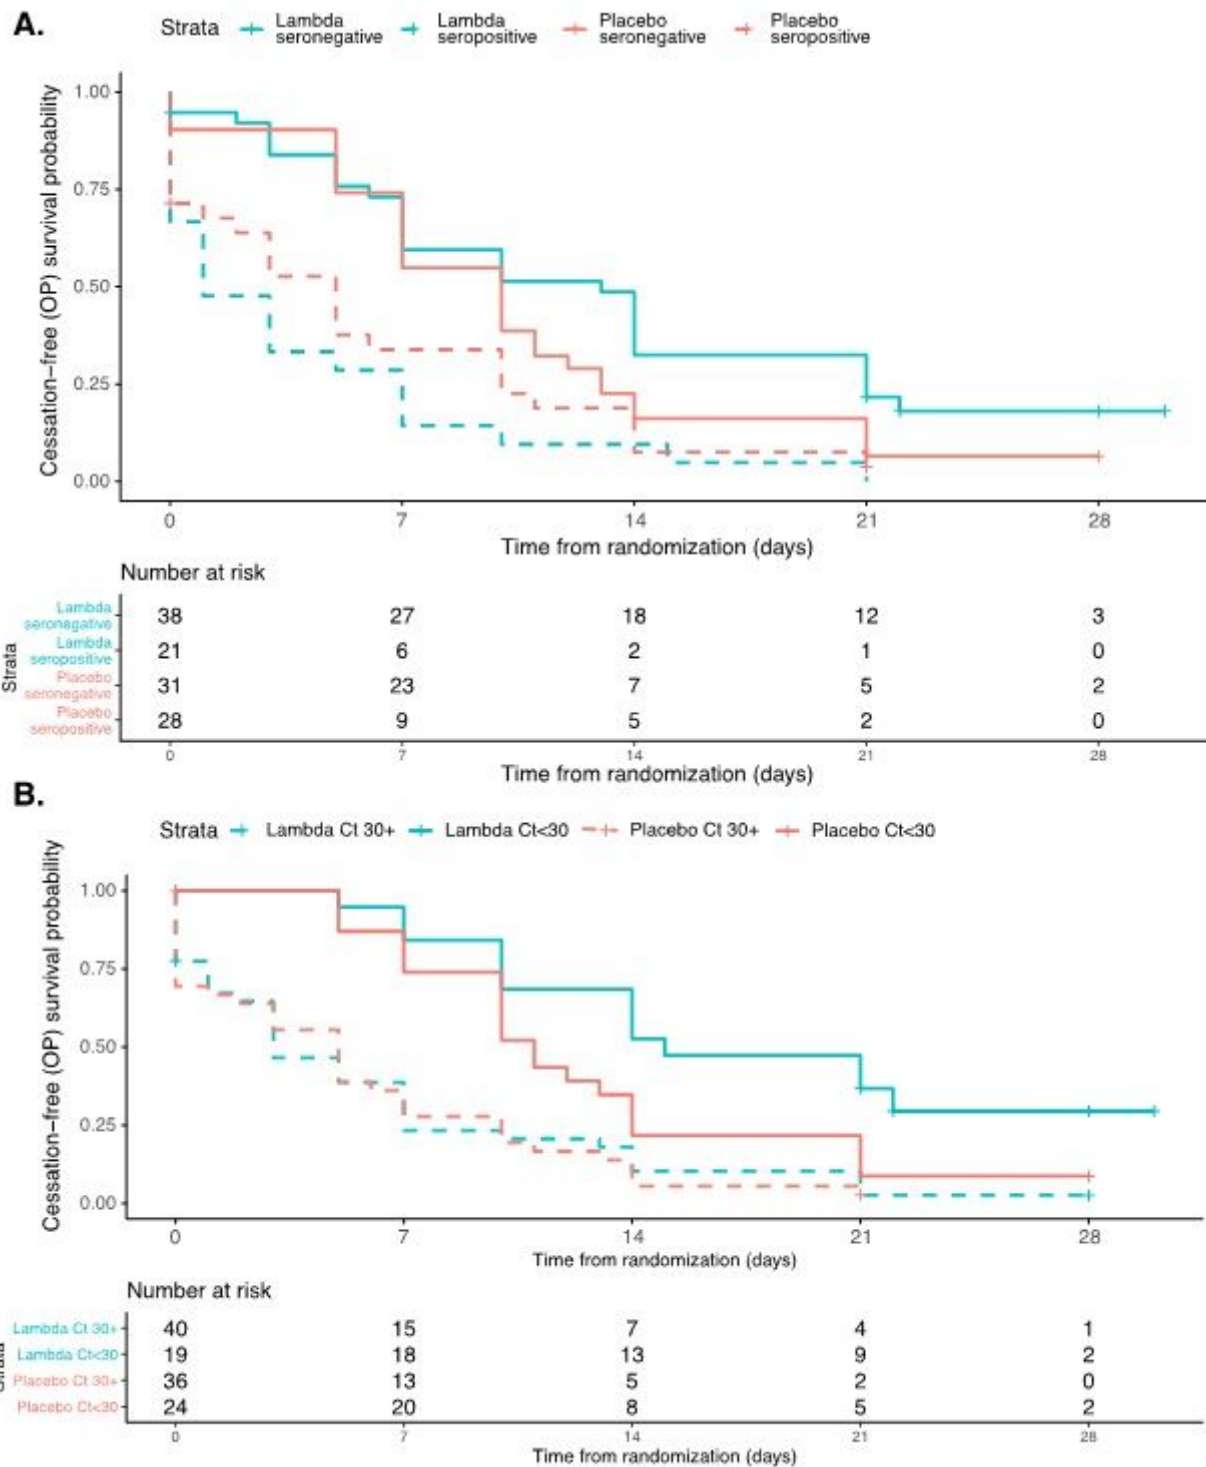 A.
Strata Lambda seronegative Lambda seropositive Placebo seronegative Placebo seropositive
Cessation−free (OP) survival probability
1.00
0.75
0.50
0.25
0.00
0 7 14 21 28
Time from randomization (days)
Number at risk
Strata
Lambda seronegative 38 27 18 12 3
Lambda seropositive 21 6 2 1 0
Placebo seronegative 31 23 7 5 2
Placebo seropositive 28 9 5 2 0
0 7 14 21 28
Time from randomization (days)
B.
Strata Lambda Ct 30+ Lambda Ct<30 Placebo Ct 30+ Placebo Ct<30
Cessation−free (OP) survival probability
1.00
0.75
0.50
0.25
0.00
0 7 14 21 28
Time from randomization (days)
Number at risk
Strata
Lambda Ct 30+ 40 15 7 4 1
Lambda Ct<30 19 18 13 9 2
Placebo Ct 30+ 36 13 5 2 0
Placebo Ct<30 24 20 8 5 2
0 7 14 21 28
Time from randomization (days)